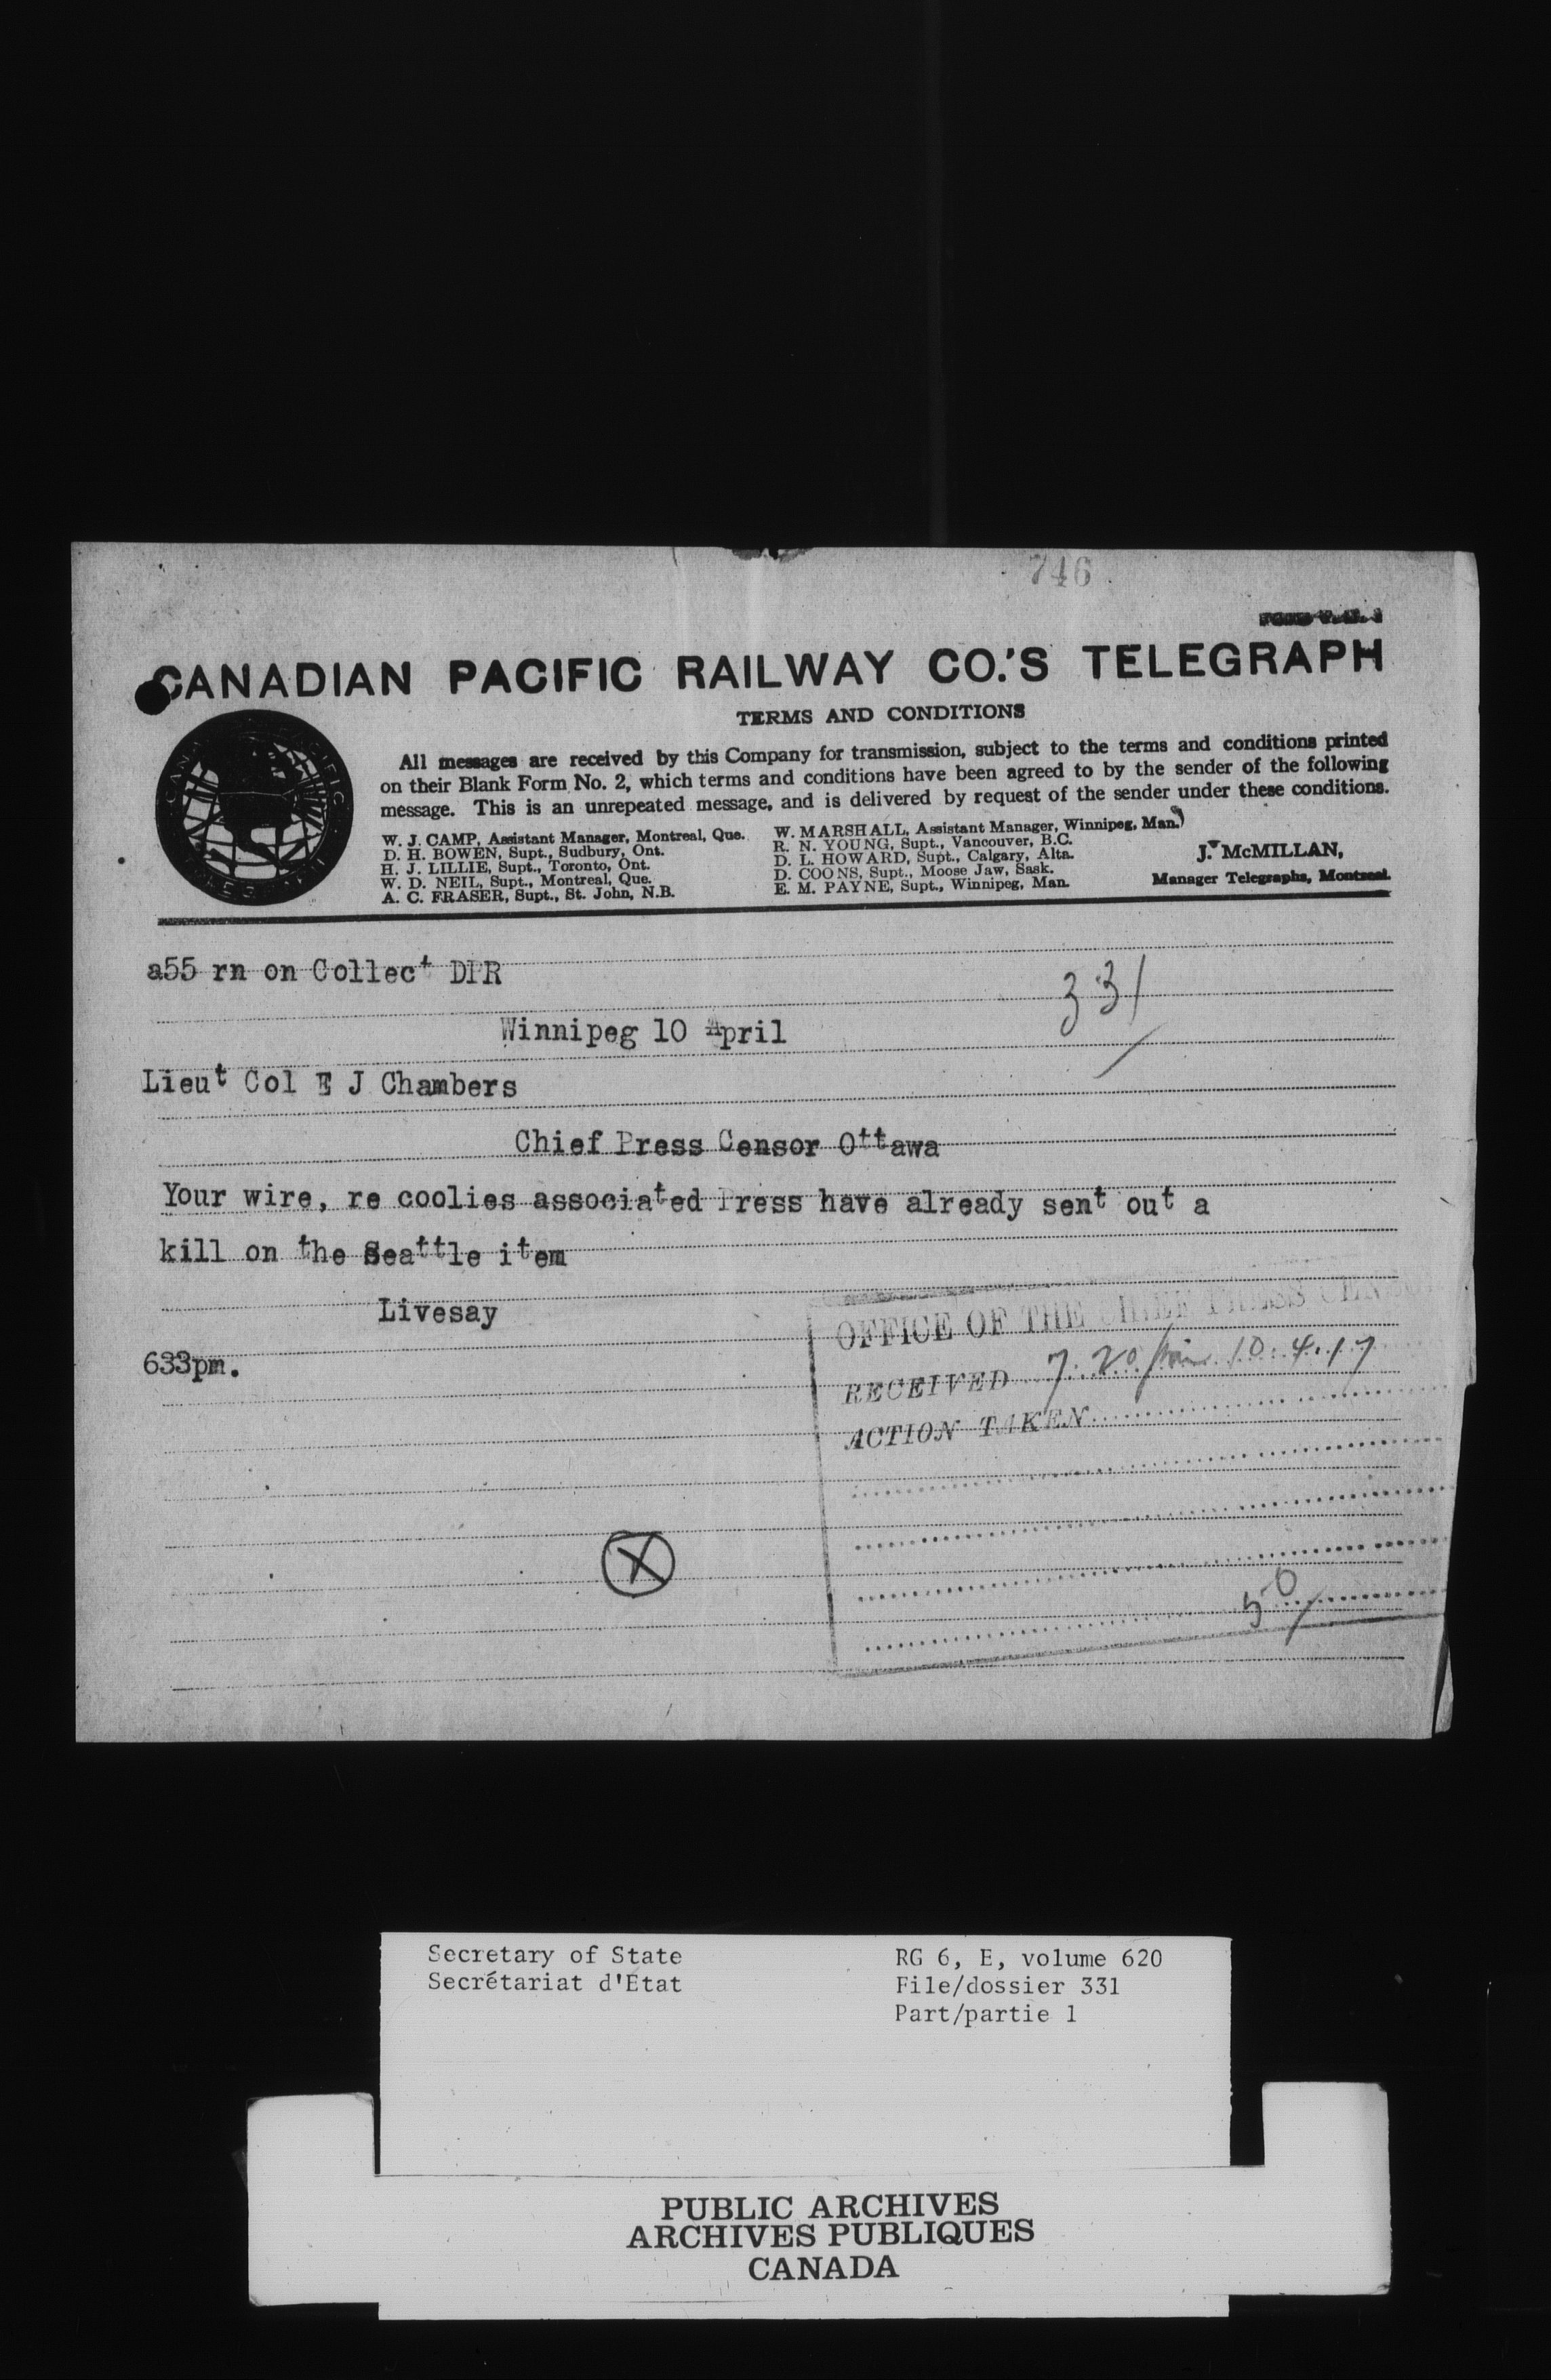 746
CANADIAN PACIFIC RAILWAY CO.'S TELEGRAPH
TERMS AND CONDITIONS
All messages are received by this Company for transmission, subject to the terms and conditions printed
on their Blank Form No. 2, which terms and conditions have been agreed to by the sender of the following
message. This is an unrepeated message, and is delivered by request of the sender under these conditions.
W. J. CAMP, Assistant Manager, Montreal, Que.
D. H. BOWEN, Supt., Sudbury, Ont.
H. J. LILLIE, Supt., Toronto, Ont.
W. D. NEIL, Supt., Montreal, Que.
A. C. FRASER, Supt., St. John, N.B.
W. MARSHALL, Assistant Manager, Winnipeg, Man.
R. N. YOUNG, Supt., Vancouver, B.C.
D. L. HOWARD, Supt., Calgary, Alta.
D. COONS, Supt., Moose Jaw, Sask.
E. M. PAYNE, Supt., Winnipeg, Man.
J. McMILLAN,
Manager Telegraphs, Montreal.
a55 rn on Collect DPR
331
Winnipeg 10 April
Lieut Col E J Chambers
Chief Press Censor Ottawa
Your wire, re coolies associated Press have already sent out a
kill on the Seattle item
Livesay
633pm.
OFFICE OF THE CHIEF PRESS
RECEIVED 7.20 pm 10.4.17
ACTION TAKEN
X
50
Secretary of State
Secrétariat d'Etat
RG 6, E, volume 620
File/dossier 331
Part/partie 1
PUBLIC ARCHIVES
ARCHIVES PUBLIQUES
CANADA